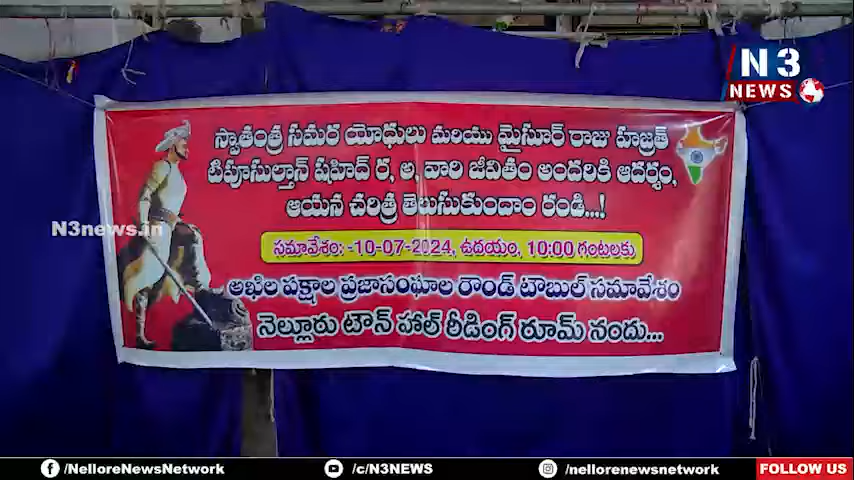 N3
NEWS
స్వాతంత్ర సమర యోధులు మరియు మైసూర్ రాజు హజ్రత్
టిపూసుల్తాన్ షహిద్ ర, అ, వారి జీవితం అందరికి ఆదర్శం,
ఆయన చరిత్ర తెలుసుకుందాం రండి...!
N3news.in
సమావేశం:-10-07-2024, ఉదయం, 10:00 గంటలకు
అఖిల పక్షాల ప్రజాసంఘాల రౌండ్ టాబుల్ సమావేశం
నెల్లూరు టౌన్ హాల్ రీడింగ్ రూమ్ నందు...
/NelloreNewsNetwork
/c/N3NEWS
/nellorenewsnetwork
FOLLOW US